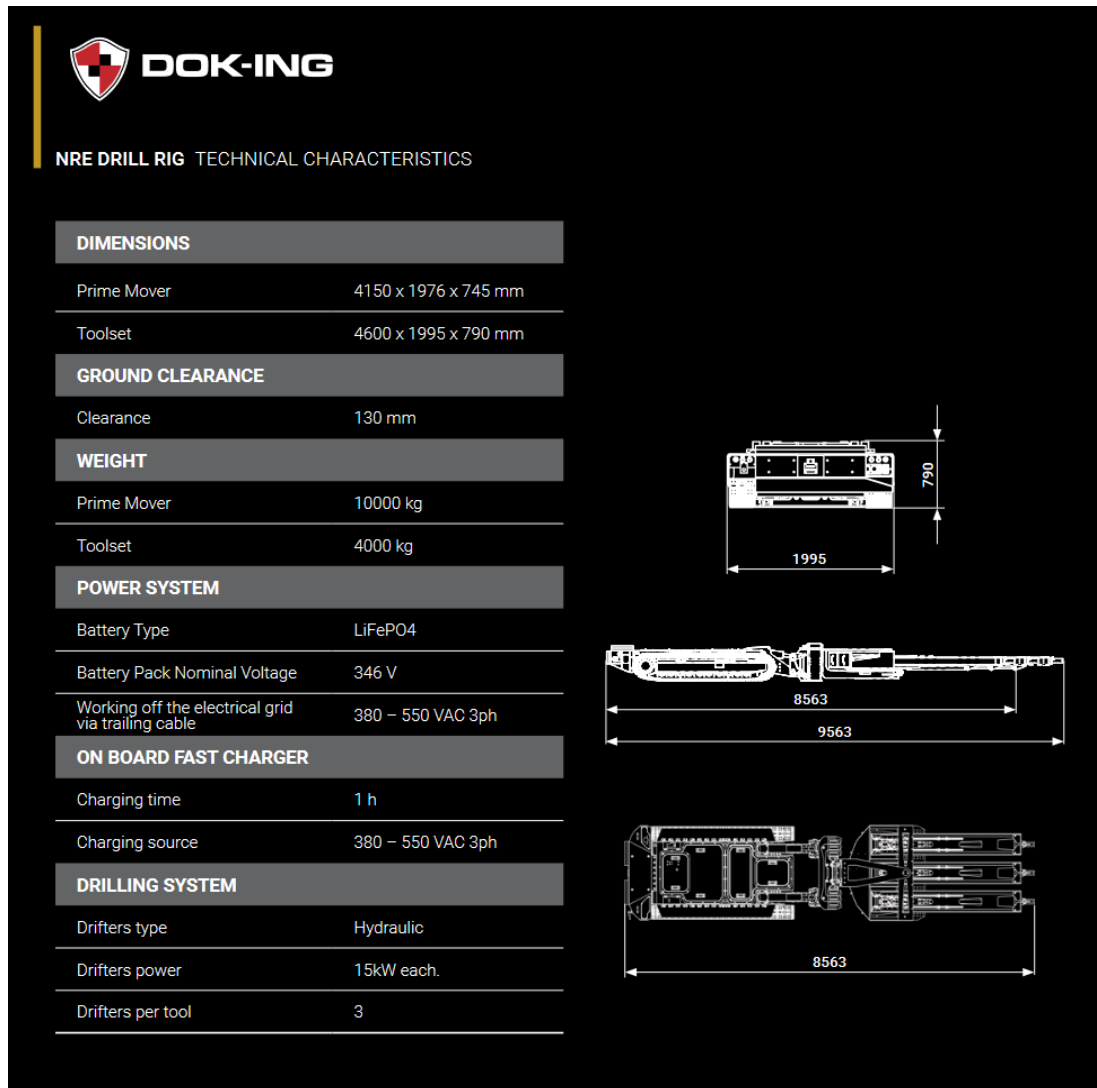 DOK-ING
NRE DRILL RIG TECHNICAL CHARACTERISTICS
DIMENSIONS
Prime Mover 4150 x 1976 x 745 mm
Toolset 4600 x 1995 x 790 mm
GROUND CLEARANCE
Clearance 130 mm
WEIGHT
Prime Mover 10000 kg
Toolset 4000 kg
POWER SYSTEM
Battery Type LiFePO4
Battery Pack Nominal Voltage 346 V
Working off the electrical grid
via trailing cable 380 – 550 VAC 3ph
ON BOARD FAST CHARGER
Charging time 1 h
Charging source 380 – 550 VAC 3ph
DRILLING SYSTEM
Drifters type Hydraulic
Drifters power 15kW each.
Drifters per tool 3
790
1995
8563
9563
8563